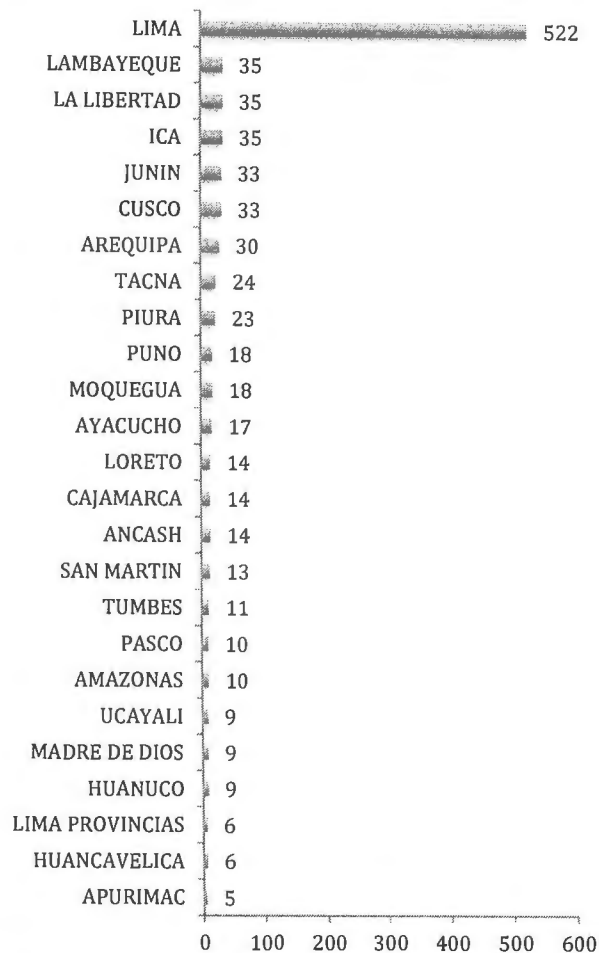 LIMA 522
LAMBAYEQUE 35
LA LIBERTAD 35
ICA 35
JUNIN 33
CUSCO 33
AREQUIPA 30
TACNA 24
PIURA 23
PUNO 18
MOQUEGUA 18
AYACUCHO 17
LORETO 14
CAJAMARCA 14
ANCASH 14
SAN MARTIN 13
TUMBES 11
PASCO 10
AMAZONAS 10
UCAYALI 9
MADRE DE DIOS 9
HUANUCO 9
LIMA PROVINCIAS 6
HUANCAVELICA 6
APURIMAC 5
0 100 200 300 400 500 600